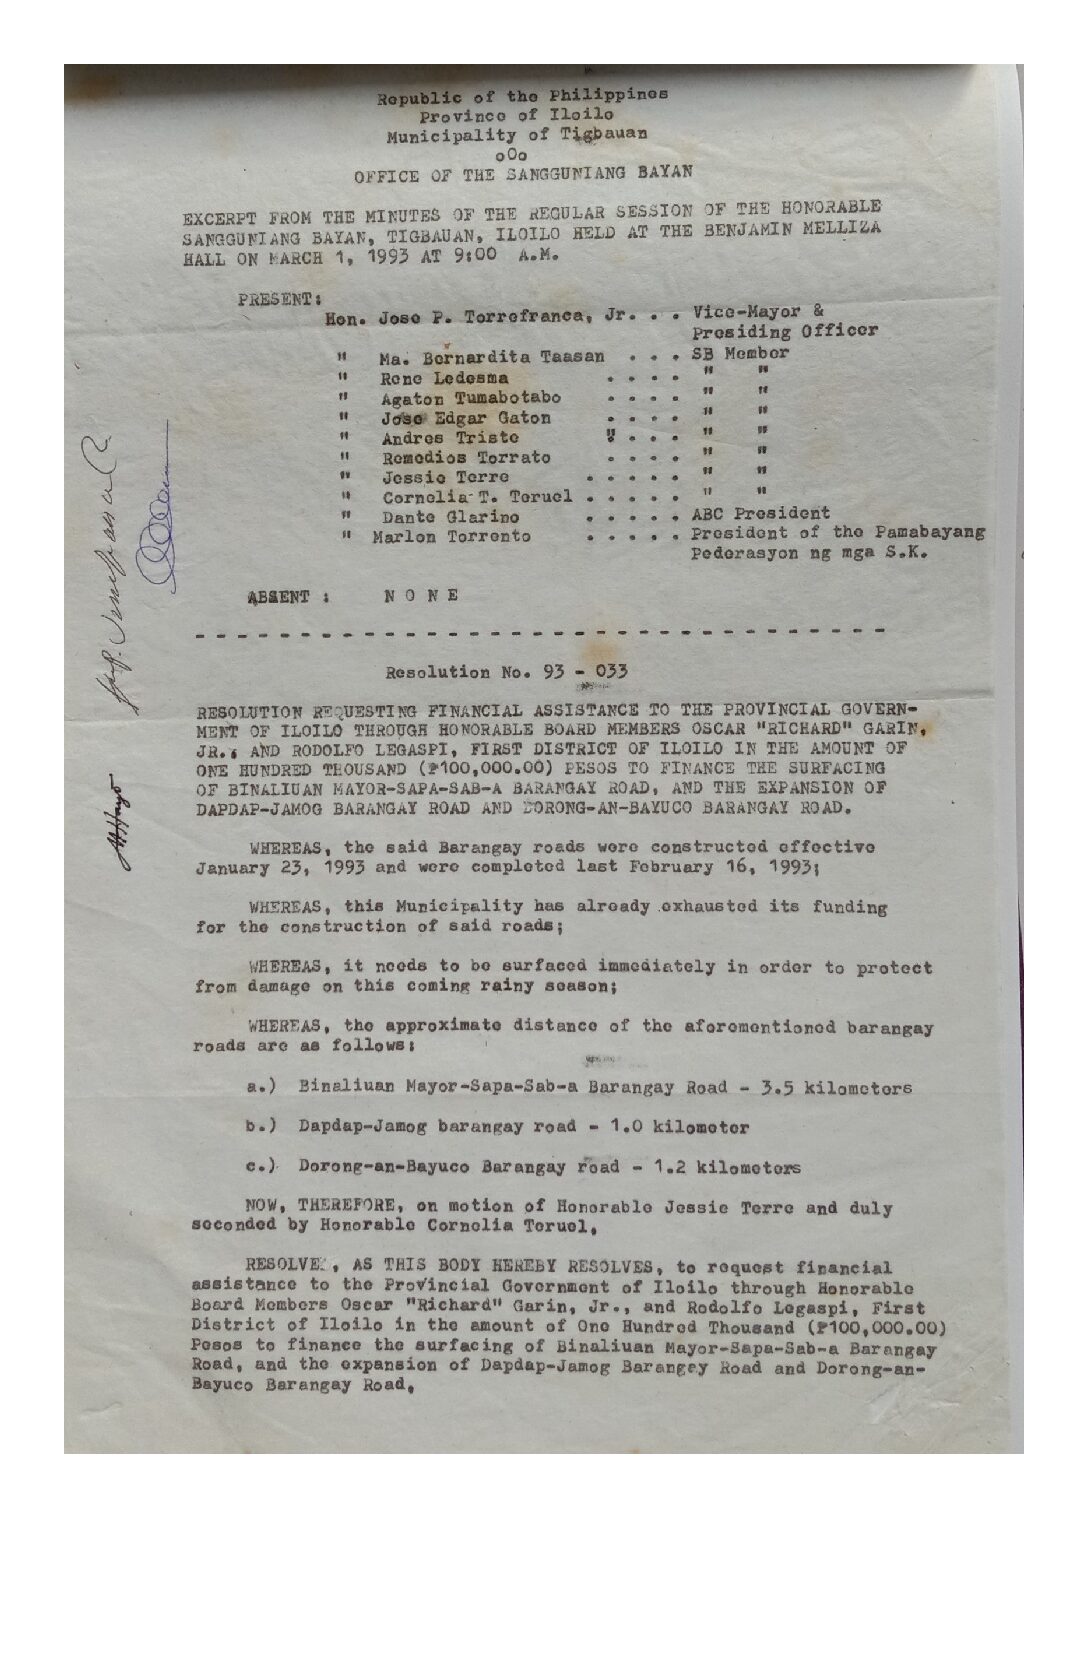 Republic of the Philippines
Province of Iloilo
Municipality of Tigbauan
oOo
OFFICE OF THE SANGGUNIANG BAYAN
EXCERPT FROM THE MINUTES OF THE REGULAR SESSION OF THE HONORABLE
SANGGUNIANG BAYAN, TIGBAUAN, ILOILO HELD AT THE BENJAMIN MELLIZA
HALL ON MARCH 1, 1993 AT 9:00 A.M.
PRESENT:
Hon. Jose P. Torrefranca, Jr. . . Vice-Mayor &
Presiding Officer
" Ma. Bernardita Taasan . . . SB Member
" Rene Ledesma . . . . " "
" Agaton Tumabotabo . . . . " "
" Jose Edgar Gaton . . . . " "
" Andres Triste . . . . " "
" Remedios Torrato . . . . " "
" Jessie Terre . . . . . " "
" Cornelia T. Teruel . . . . . " "
" Dante Glarino . . . . . ABC President
" Marlon Torrento . . . . . President of the Pamabayang
Pederasyon ng mga S.K.
ABSENT : N O N E
- - - - - - - - - - - - - - - - - - - - - - - - - - - - - - - - -
Resolution No. 93 - 033
RESOLUTION REQUESTING FINANCIAL ASSISTANCE TO THE PROVINCIAL GOVERN-
MENT OF ILOILO THROUGH HONORABLE BOARD MEMBERS OSCAR "RICHARD" GARIN,
JR., AND RODOLFO LEGASPI, FIRST DISTRICT OF ILOILO IN THE AMOUNT OF
ONE HUNDRED THOUSAND (₱100,000.00) PESOS TO FINANCE THE SURFACING
OF BINALIUAN MAYOR-SAPA-SAB-A BARANGAY ROAD, AND THE EXPANSION OF
DAPDAP-JAMOG BARANGAY ROAD AND DORONG-AN-BAYUCO BARANGAY ROAD.
WHEREAS, the said Barangay roads were constructed effective
January 23, 1993 and were completed last February 16, 1993;
WHEREAS, this Municipality has already exhausted its funding
for the construction of said roads;
WHEREAS, it needs to be surfaced immediately in order to protect
from damage on this coming rainy season;
WHEREAS, the approximate distance of the aforementioned barangay
roads are as follows:
a.) Binaliuan Mayor-Sapa-Sab-a Barangay Road - 3.5 kilometers
b.) Dapdap-Jamog barangay road - 1.0 kilometer
c.) Dorong-an-Bayuco Barangay road - 1.2 kilometers
NOW, THEREFORE, on motion of Honorable Jessie Terre and duly
seconded by Honorable Cornelia Teruel,
RESOLVED, AS THIS BODY HEREBY RESOLVES, to request financial
assistance to the Provincial Government of Iloilo through Honorable
Board Members Oscar "Richard" Garin, Jr., and Rodolfo Legaspi, First
District of Iloilo in the amount of One Hundred Thousand (₱100,000.00)
Pesos to finance the surfacing of Binaliuan Mayor-Sapa-Sab-a Barangay
Road, and the expansion of Dapdap-Jamog Barangay Road and Dorong-an-
Bayuco Barangay Road.